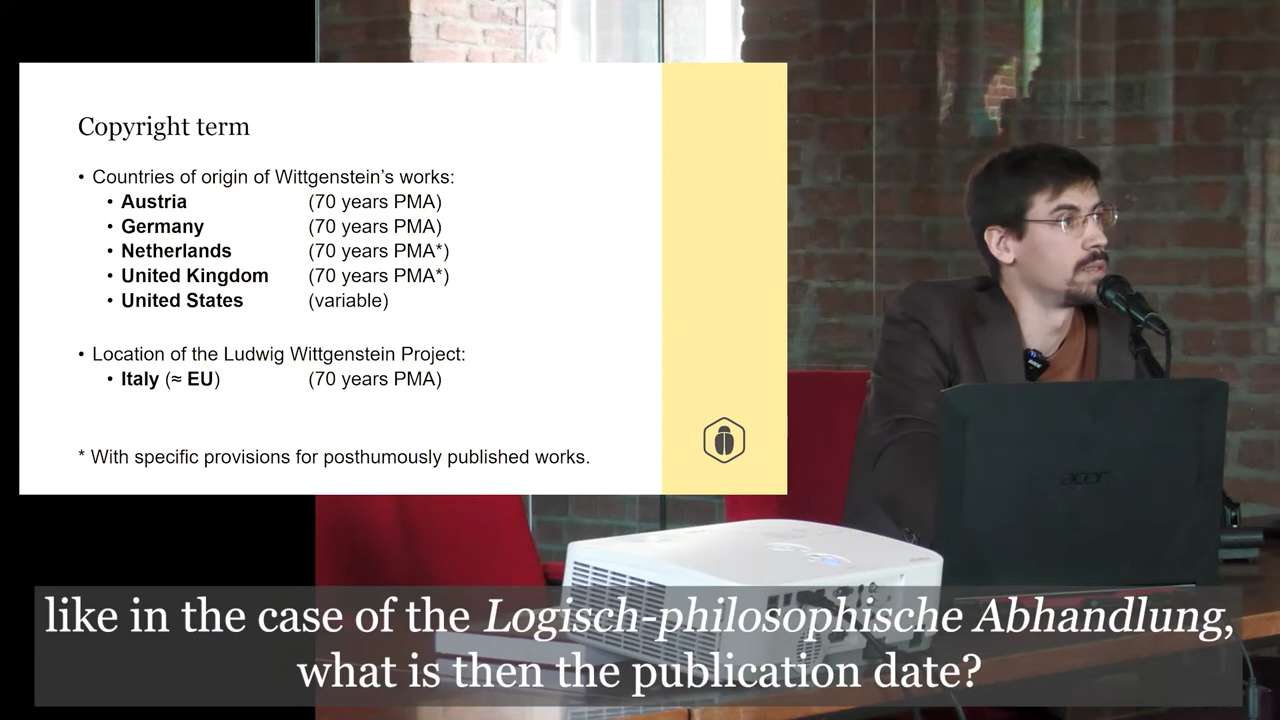 Copyright term
• Countries of origin of Wittgenstein's works:
• Austria (70 years PMA)
• Germany (70 years PMA)
• Netherlands (70 years PMA*)
• United Kingdom (70 years PMA*)
• United States (variable)
• Location of the Ludwig Wittgenstein Project:
• Italy (≈ EU) (70 years PMA)
* With specific provisions for posthumously published works.
acer
like in the case of the Logisch-philosophische Abhandlung,
what is then the publication date?